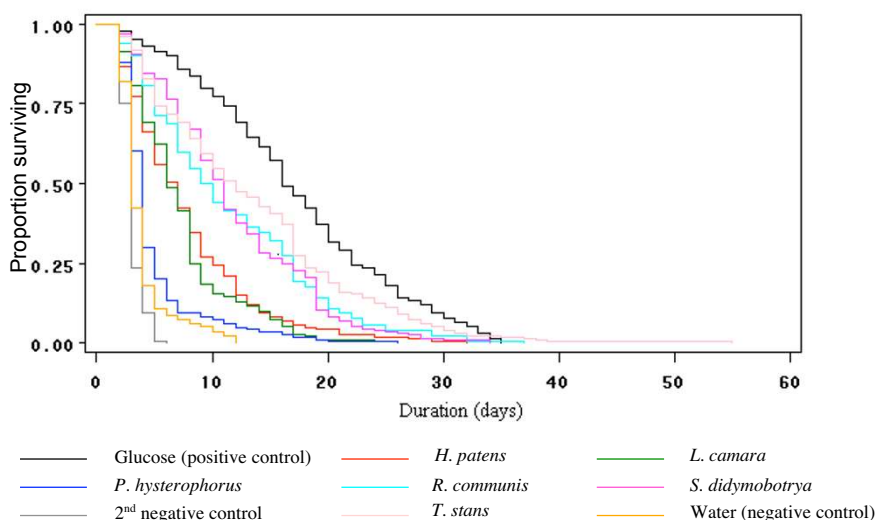 Proportion surviving
1.00
0.75
0.50
0.25
0.00
0 10 20 30 40 50 60
Duration (days)
Glucose (positive control) H. patens L. camara
P. hysterophorus R. communis S. didymobotrya
2nd negative control T. stans Water (negative control)